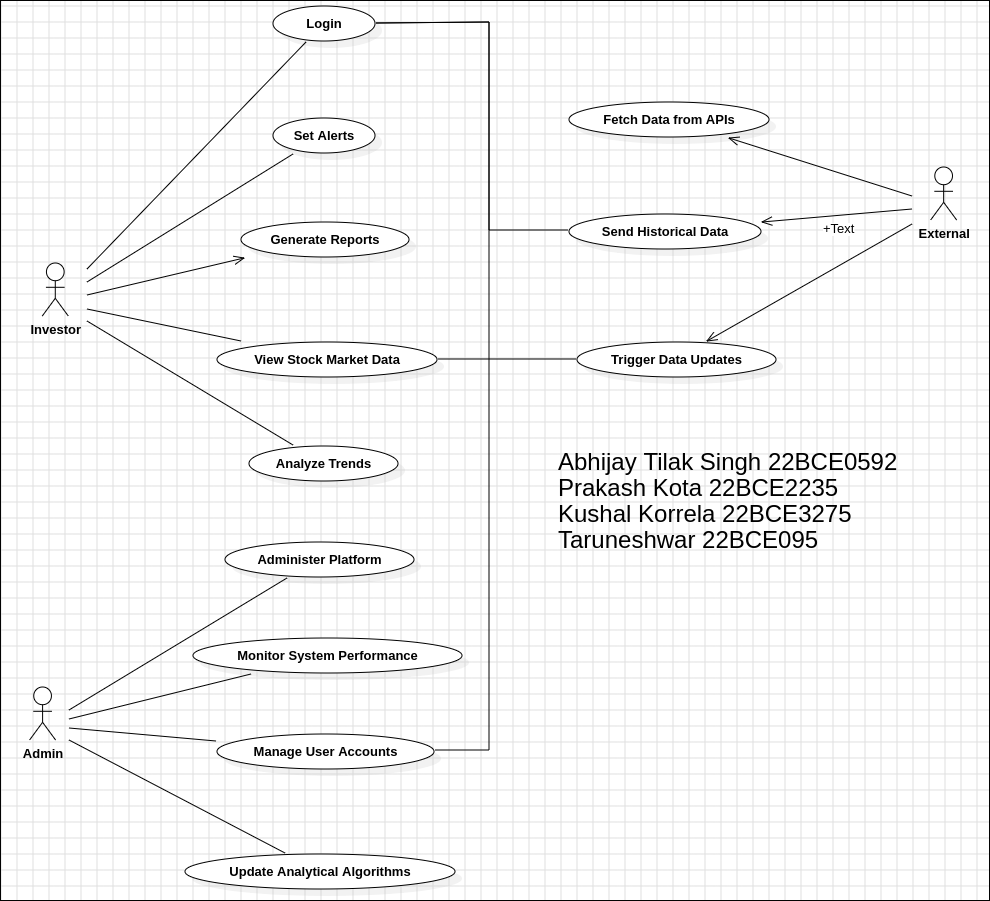 Login
Set Alerts
Fetch Data from APIs
Generate Reports
Send Historical Data
+Text
External
Investor
View Stock Market Data
Trigger Data Updates
Analyze Trends
Abhijay Tilak Singh 22BCE0592
Prakash Kota 22BCE2235
Kushal Korrela 22BCE3275
Taruneshwar 22BCE095
Administer Platform
Monitor System Performance
Admin
Manage User Accounts
Update Analytical Algorithms